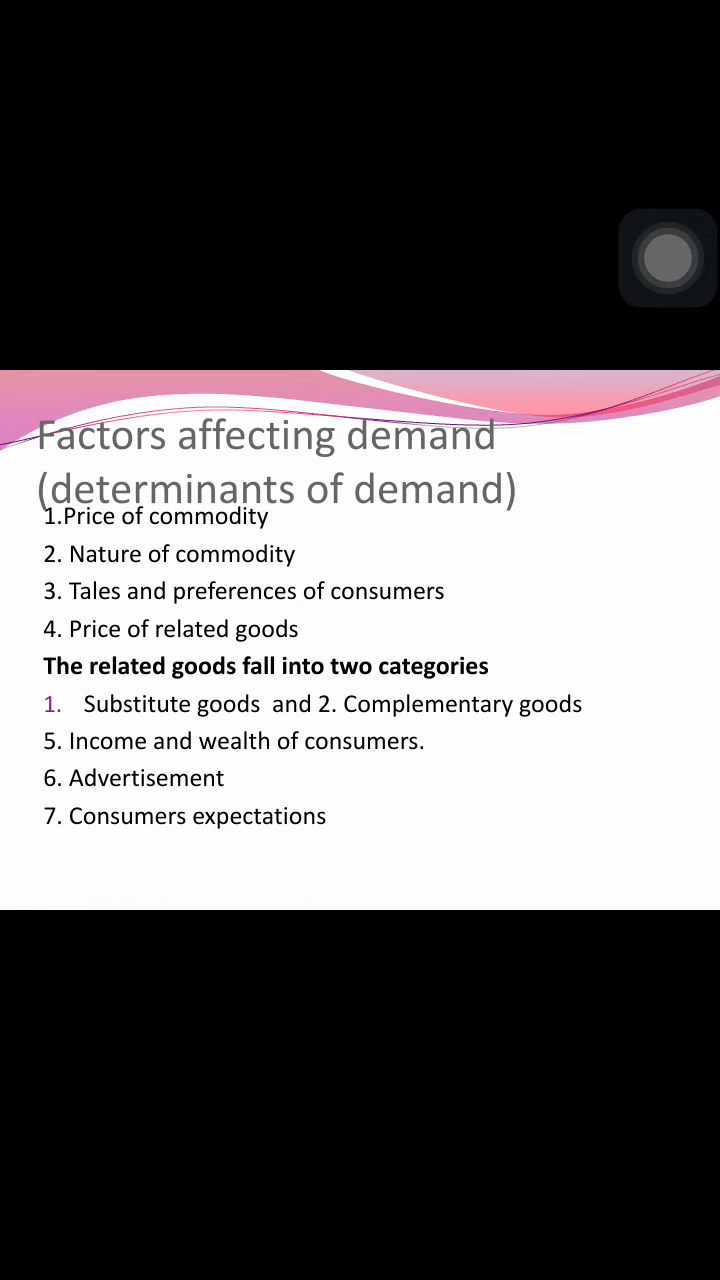 Factors affecting demand
(determinants of demand)
1.Price of commodity
2. Nature of commodity
3. Tales and preferences of consumers
4. Price of related goods
The related goods fall into two categories
1. Substitute goods and 2. Complementary goods
5. Income and wealth of consumers.
6. Advertisement
7. Consumers expectations